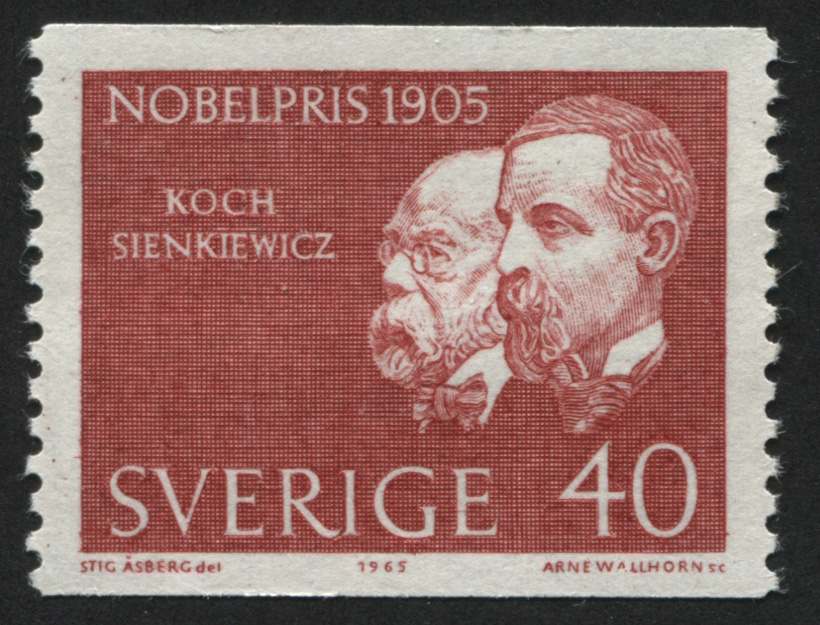 NOBELPRIS 1905
KOCH
SIENKIEWICZ
SVERIGE 40
STIG ÅSBERG del 1965 ARNE WALLHORN sc